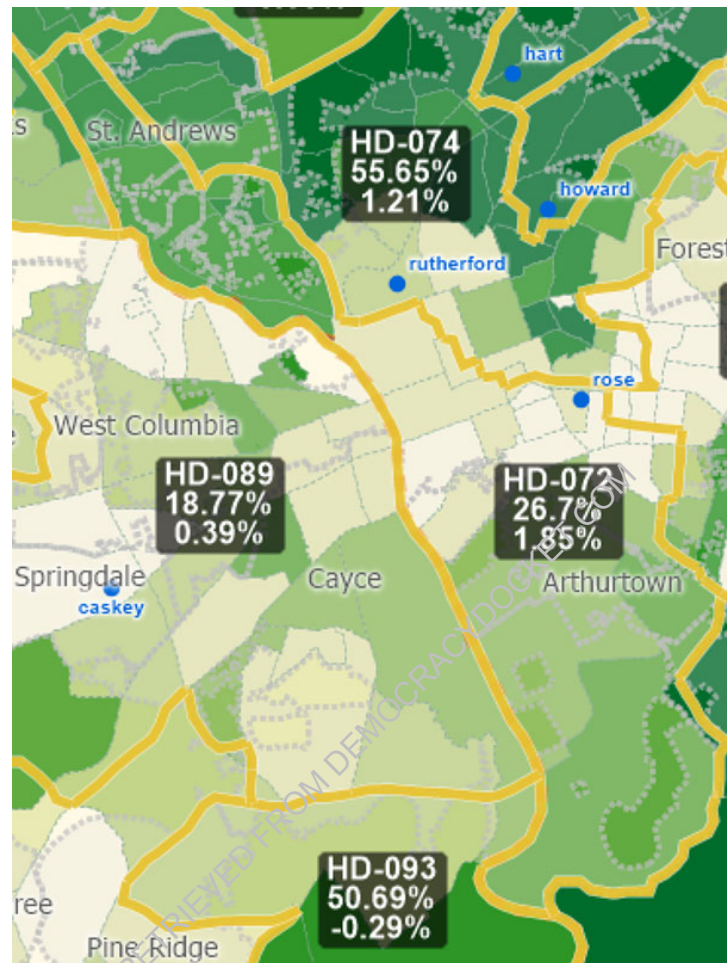 hart
St. Andrews
HD-074
55.65%
1.21%
howard
rutherford
Forest
rose
West Columbia
HD-089
18.77%
0.39%
HD-072
26.7%
1.85%
Springdale
caskey
Cayce
Arthurtown
RETRIEVED FROM DEMOCRACYDOCKET.COM
HD-093
50.69%
-0.29%
ree
Pine Ridge